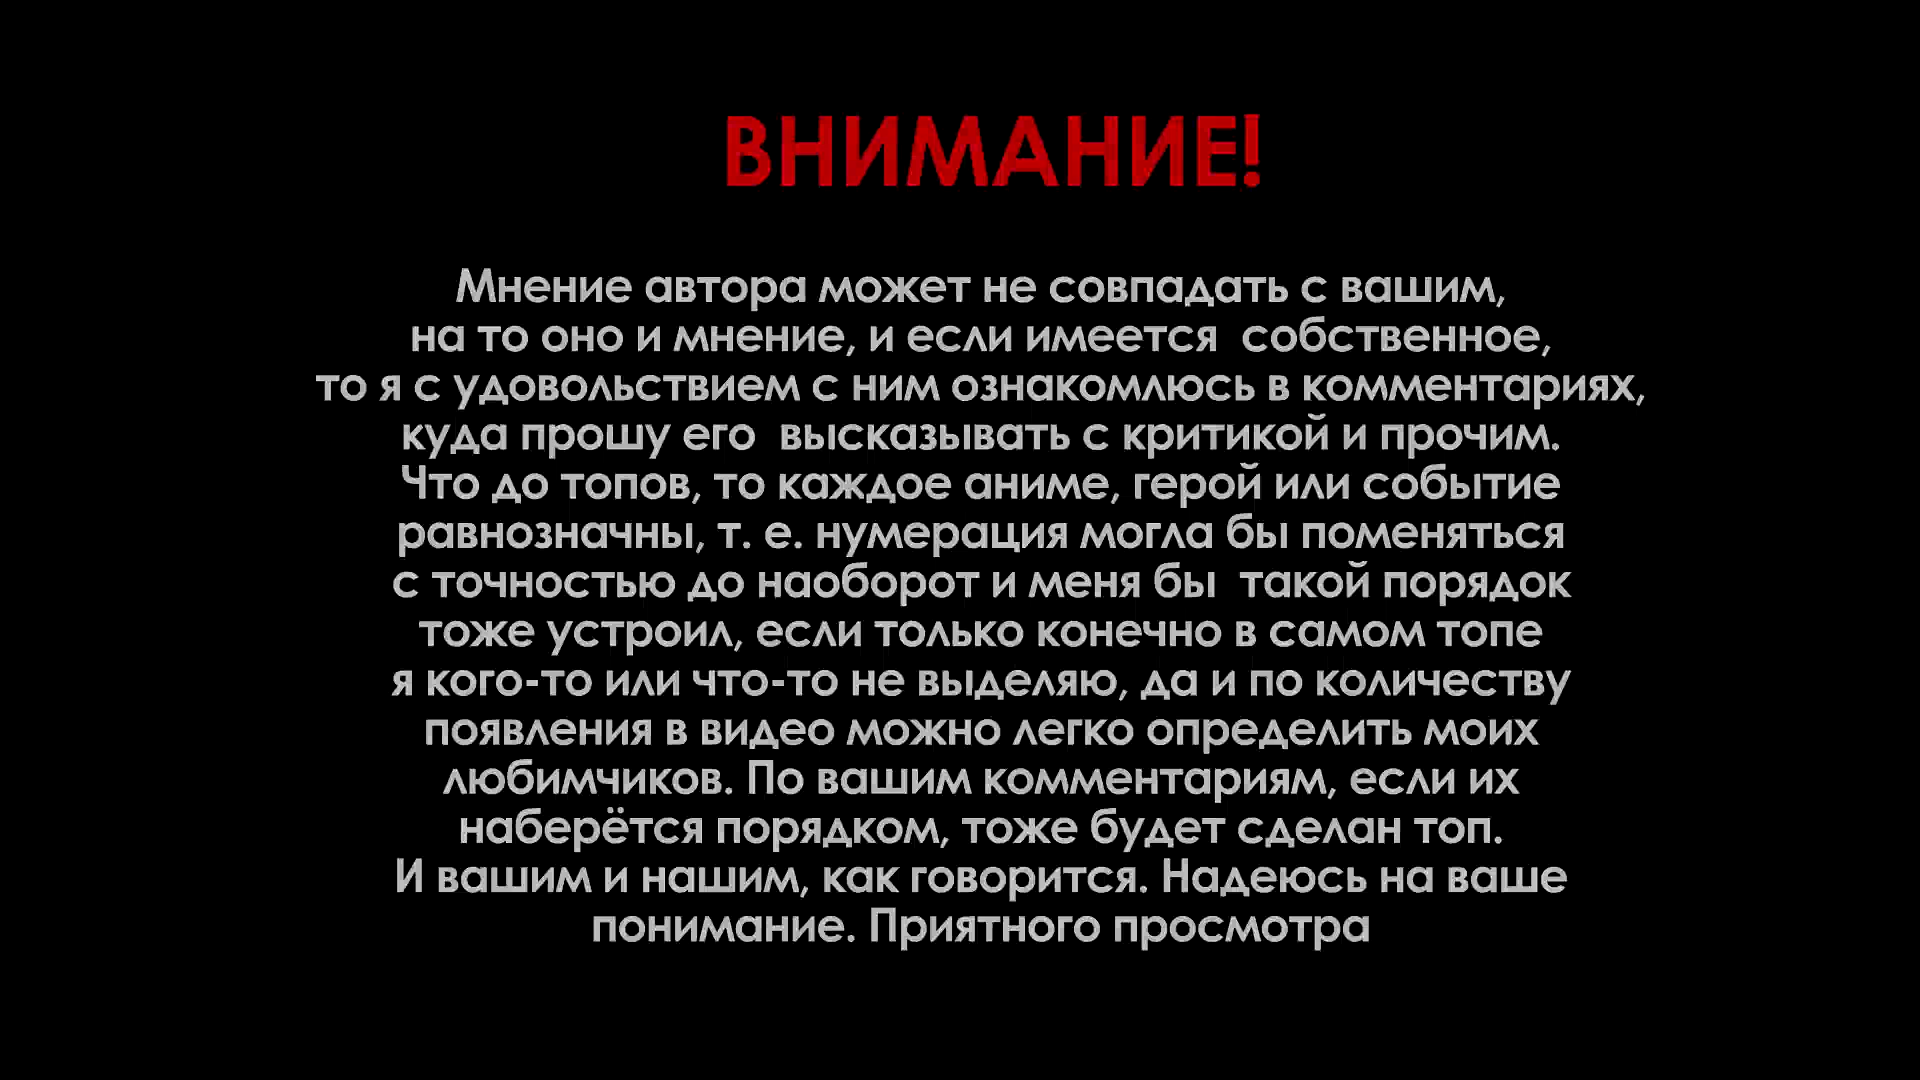 ВНИМАНИЕ!
Мнение автора может не совпадать с вашим,
на то оно и мнение, и если имеется  собственное,
то я с удовольствием с ним ознакомлюсь в комментариях,
куда прошу его  высказывать с критикой и прочим.
Что до топов, то каждое аниме, герой или событие
равнозначны, т. е. нумерация могла бы поменяться
с точностью до наоборот и меня бы  такой порядок
тоже устроил, если только конечно в самом топе
я кого-то или что-то не выделяю, да и по количеству
появления в видео можно легко определить моих
любимчиков. По вашим комментариям, если их
наберётся порядком, тоже будет сделан топ.
И вашим и нашим, как говорится. Надеюсь на ваше
понимание. Приятного просмотра